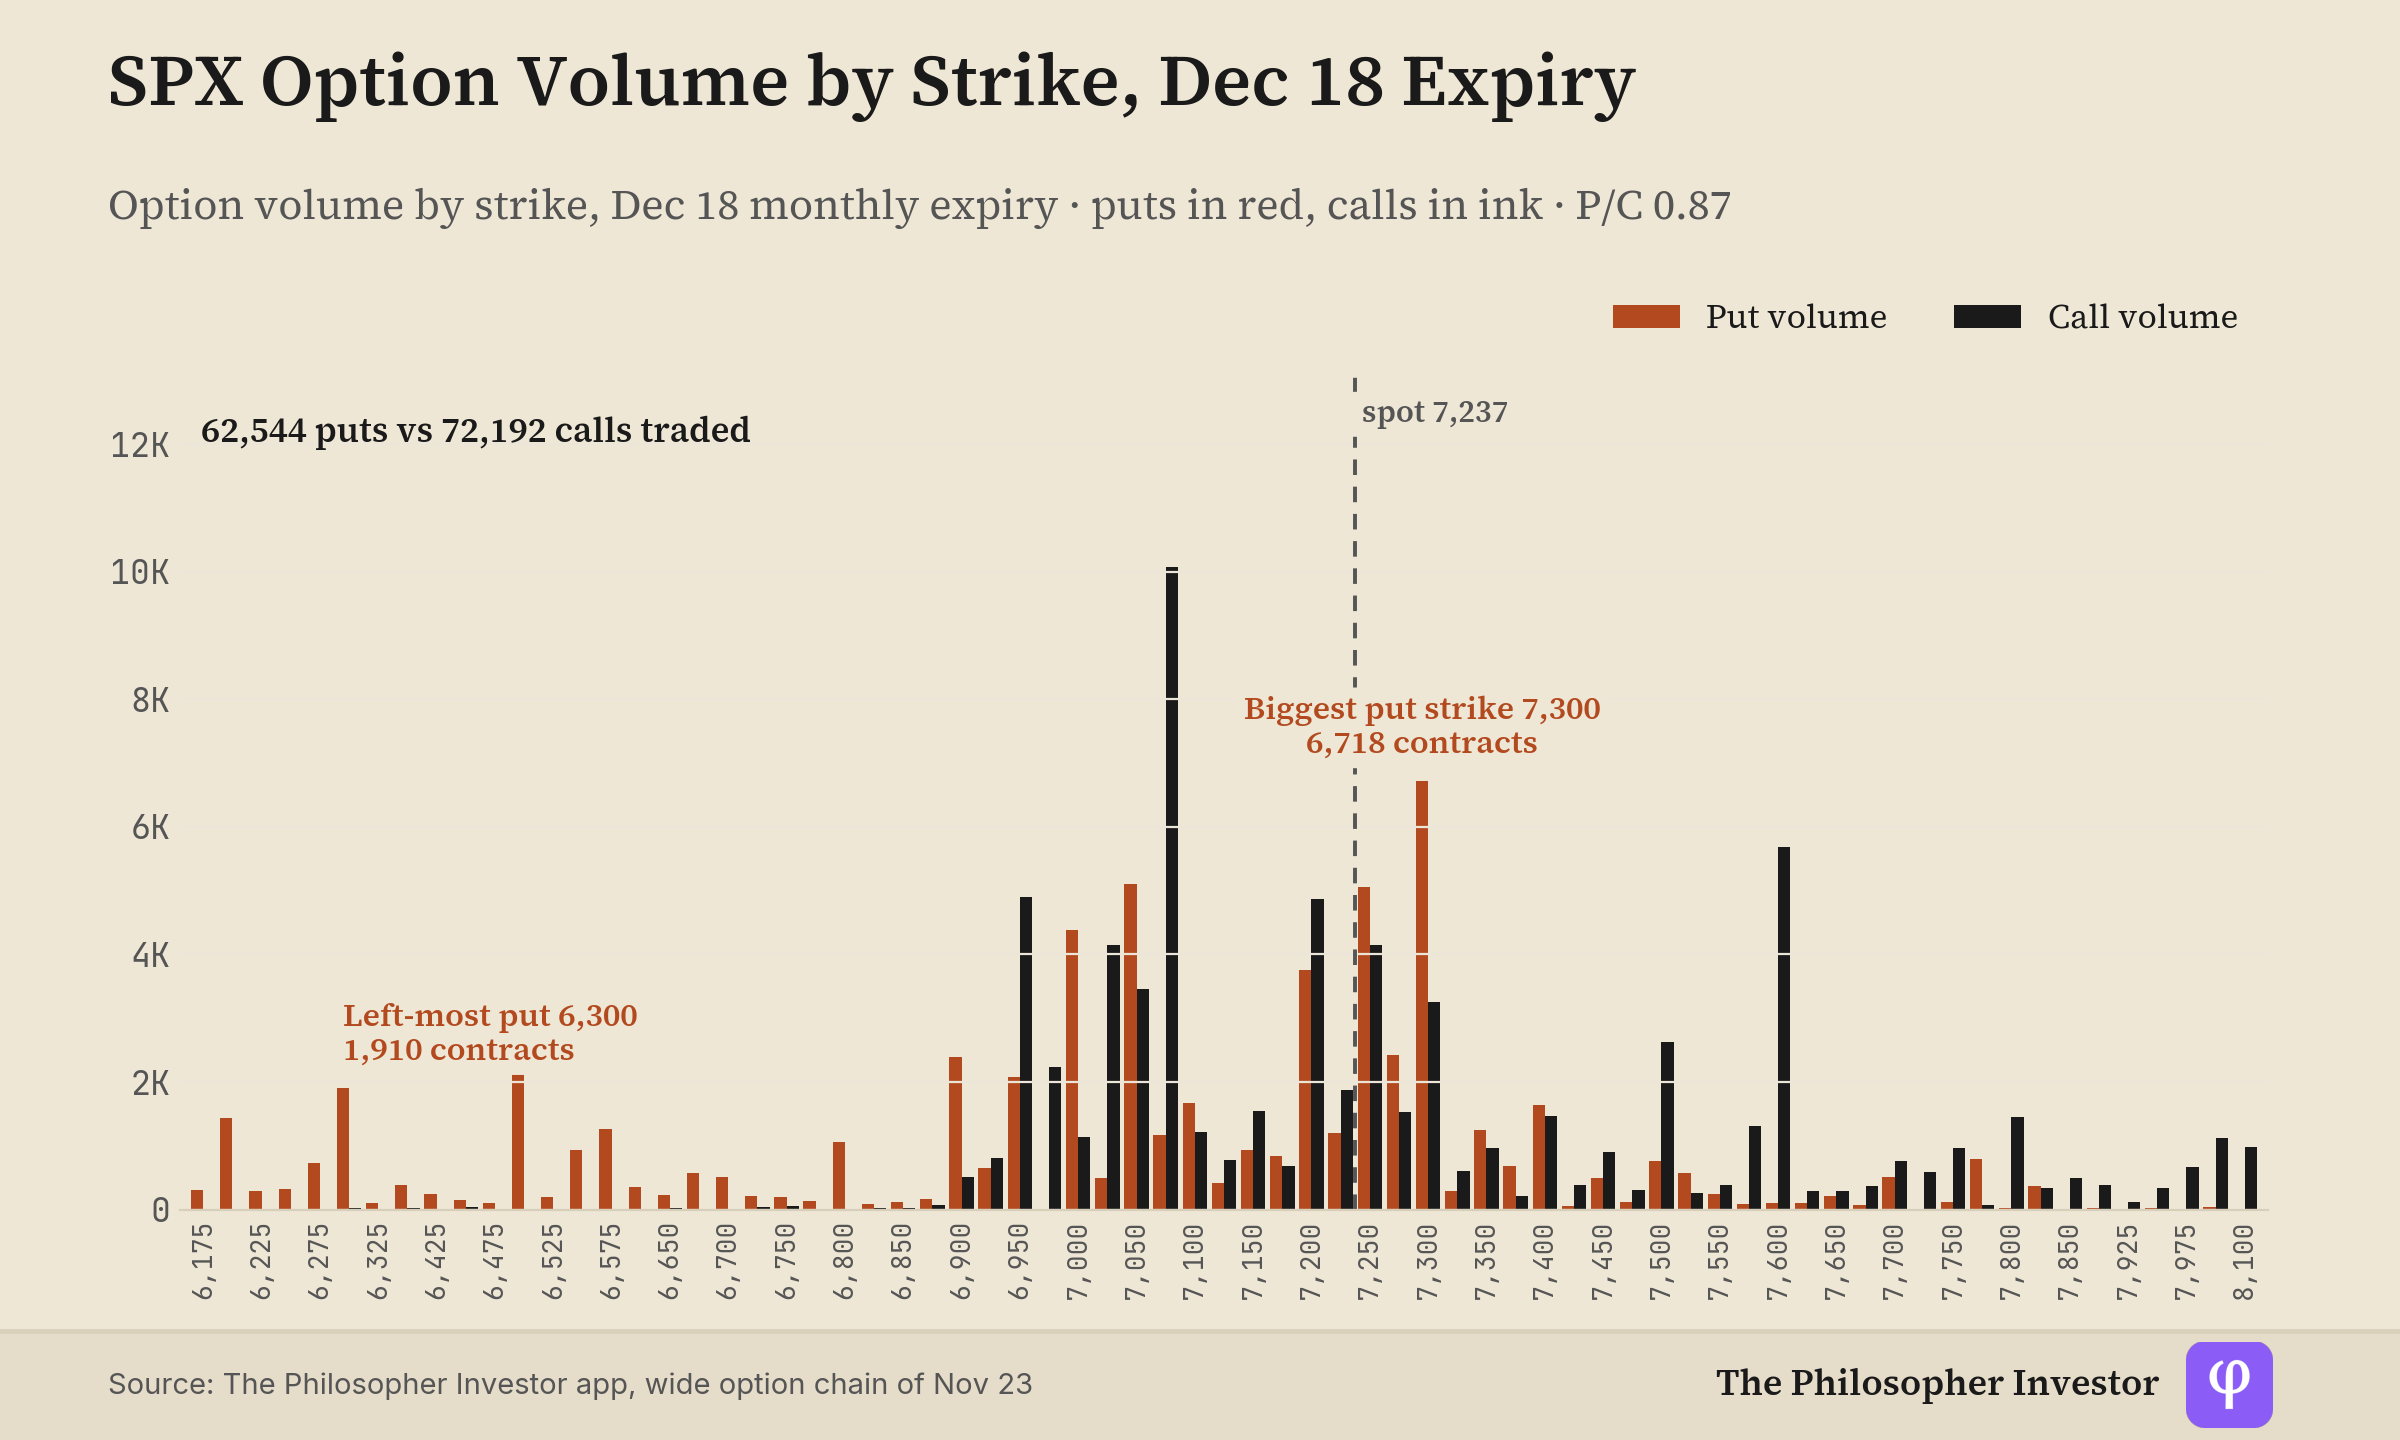 SPX Option Volume by Strike, Dec 18 Expiry
Option volume by strike, Dec 18 monthly expiry · puts in red, calls in ink · P/C 0.87
Put volume
Call volume
62,544 puts vs 72,192 calls traded
spot 7,237
Biggest put strike 7,300
6,718 contracts
Left-most put 6,300
1,910 contracts
12K
10K
8K
6K
4K
2K
0
6,175
6,225
6,275
6,325
6,425
6,475
6,525
6,575
6,650
6,700
6,750
6,800
6,850
6,900
6,950
7,000
7,050
7,100
7,150
7,200
7,250
7,300
7,350
7,400
7,450
7,500
7,550
7,600
7,650
7,700
7,750
7,800
7,850
7,925
7,975
8,100
Source: The Philosopher Investor app, wide option chain of Nov 23
The Philosopher Investor
φ